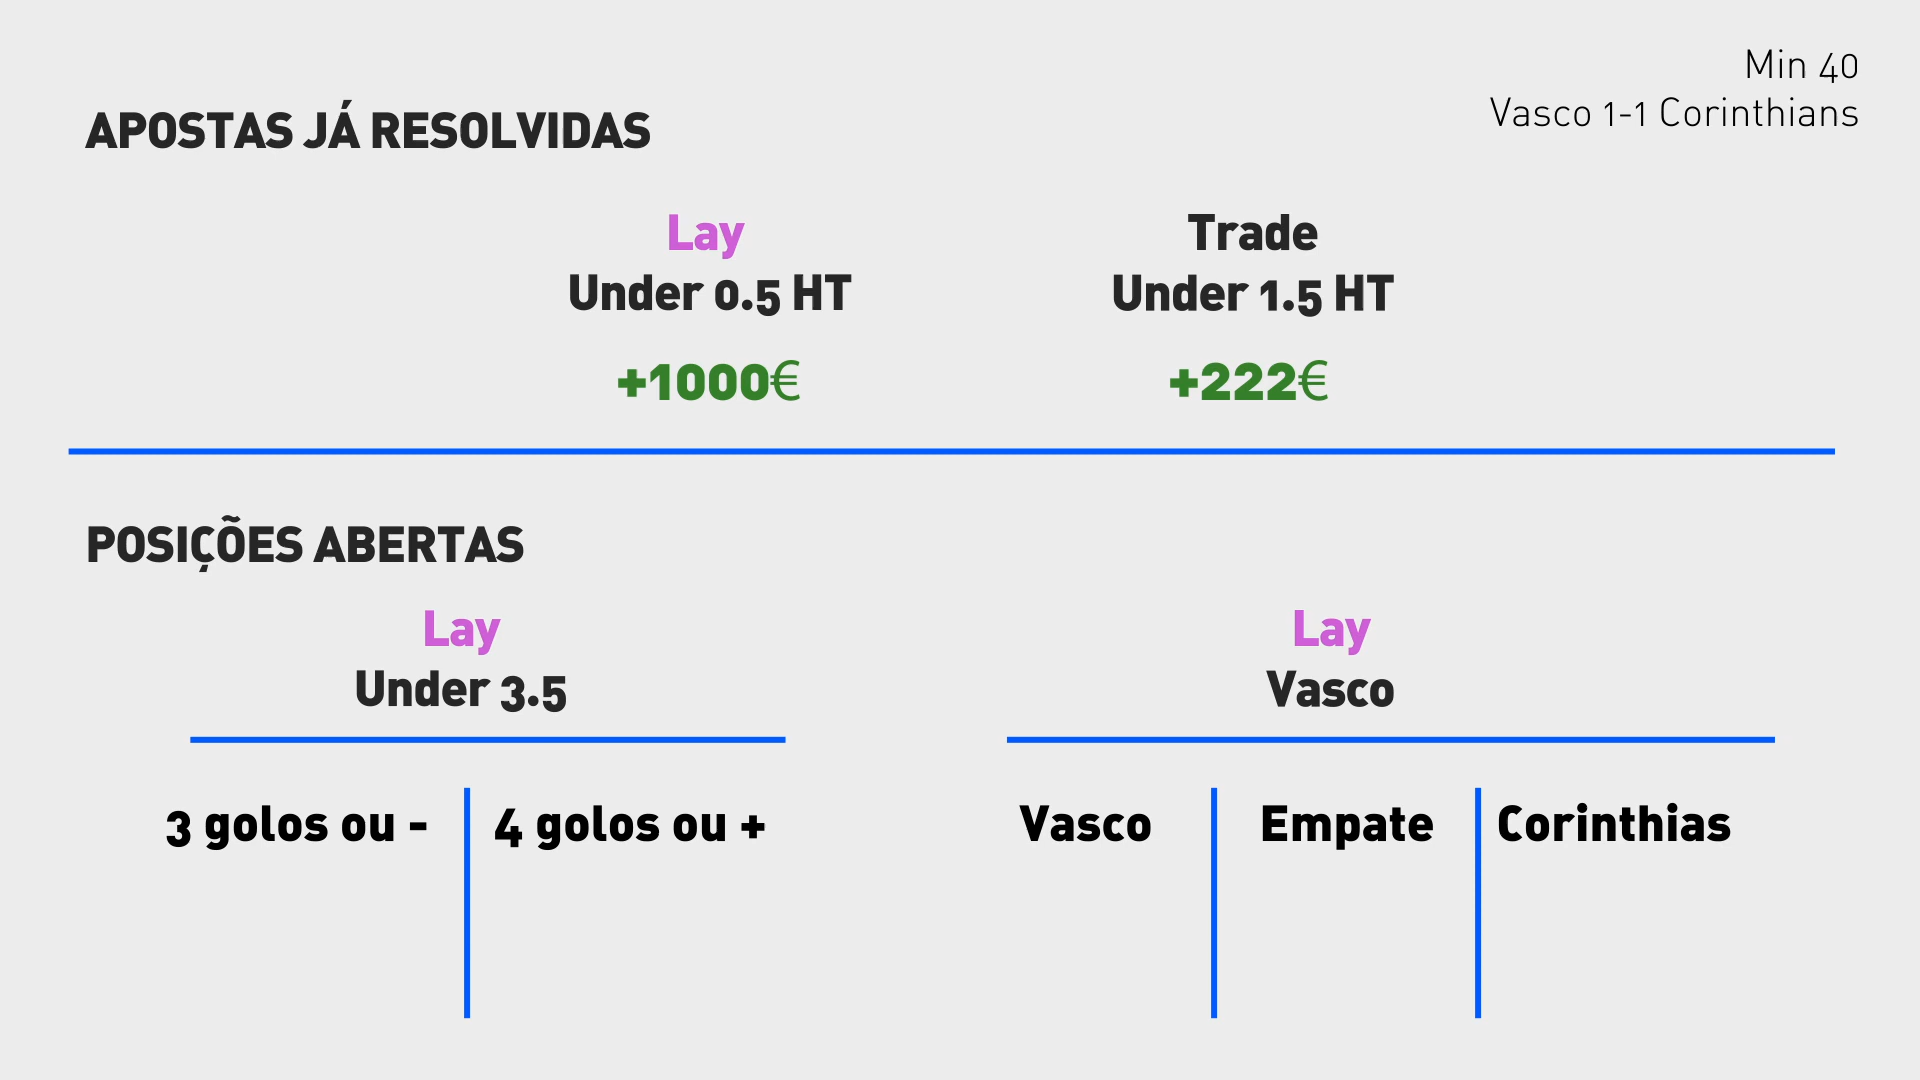 Min 40
Vasco 1-1 Corinthians
APOSTAS JÁ RESOLVIDAS
Lay
Under 0.5 HT
+1000€
Trade
Under 1.5 HT
+222€
POSIÇÕES ABERTAS
Lay
Under 3.5
3 golos ou -
4 golos ou +
Lay
Vasco
Vasco
Empate
Corinthias